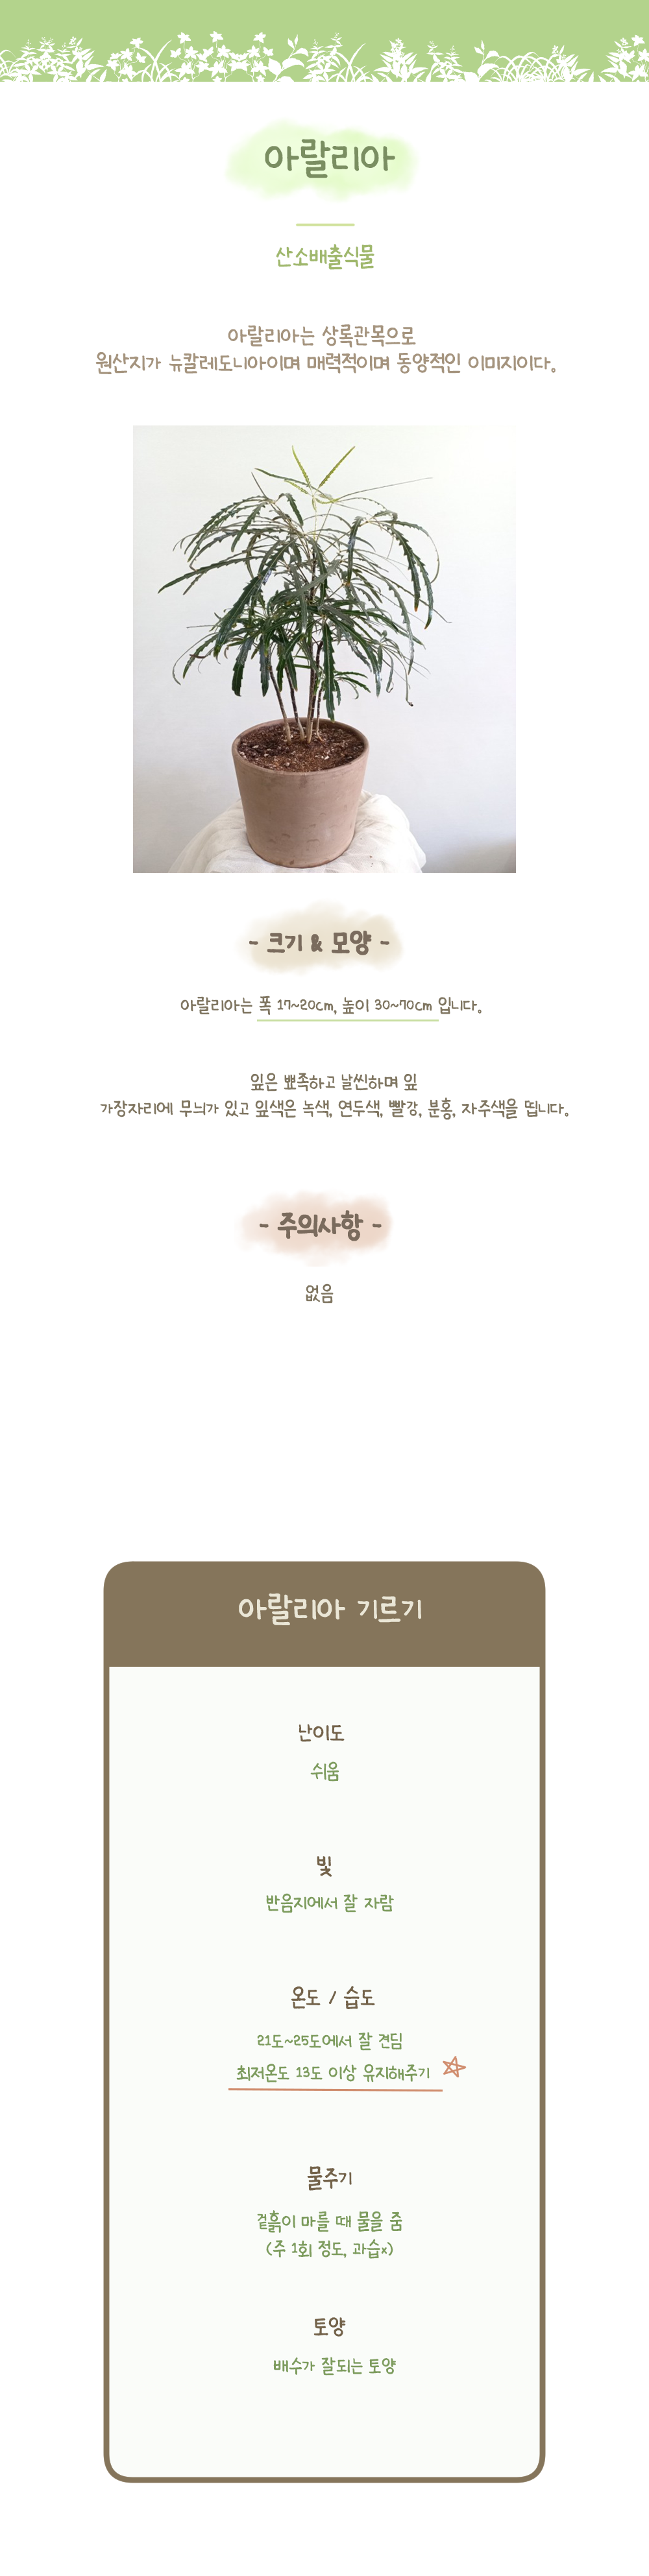 아랄리아
산소배출식물
아랄리아는 상록관목으로
원산지가 뉴칼레도니아이며 매력적이며 동양적인 이미지이다.
- 크기 & 모양 -
아랄리아는 폭 17~20cm, 높이 30~70cm 입니다.
잎은 뾰족하고 날씬하며 잎
가장자리에 무늬가 있고 잎색은 녹색, 연두색, 빨강, 분홍, 자주색을 띕니다.
- 주의사항 -
없음
아랄리아 기르기
난이도
쉬움
빛
반음지에서 잘 자람
온도 / 습도
21도~25도에서 잘 견딤
최저온도 13도 이상 유지해주기
물주기
겉흙이 마를 때 물을 줌
(주 1회 정도, 과습x)
토양
배수가 잘되는 토양